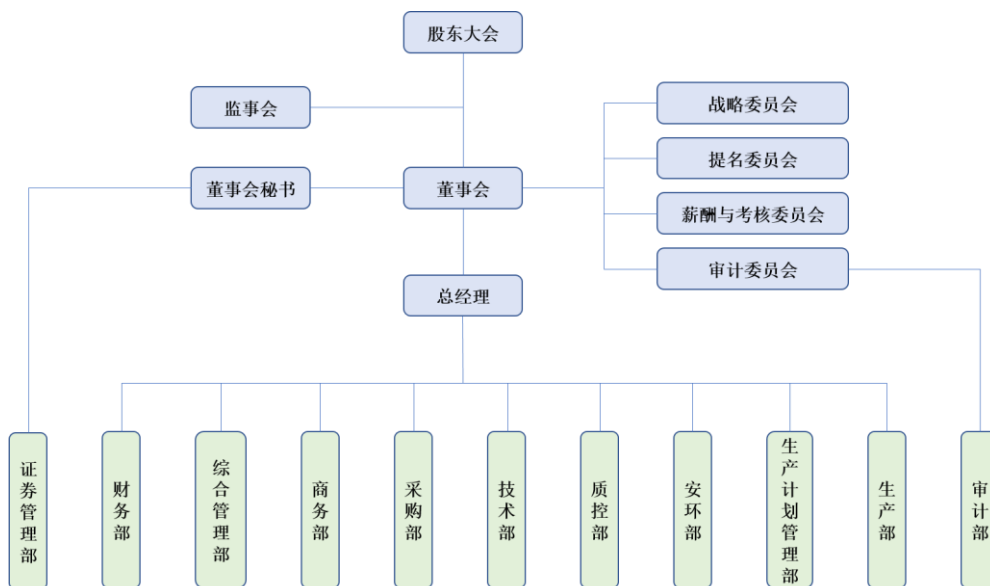 股东大会
监事会
战略委员会
提名委员会
董事会秘书
董事会
薪酬与考核委员会
审计委员会
总经理
证券管理部
财务部
综合管理部
商务部
采购部
技术部
质控部
安环部
生产计划管理部
生产部
审计部